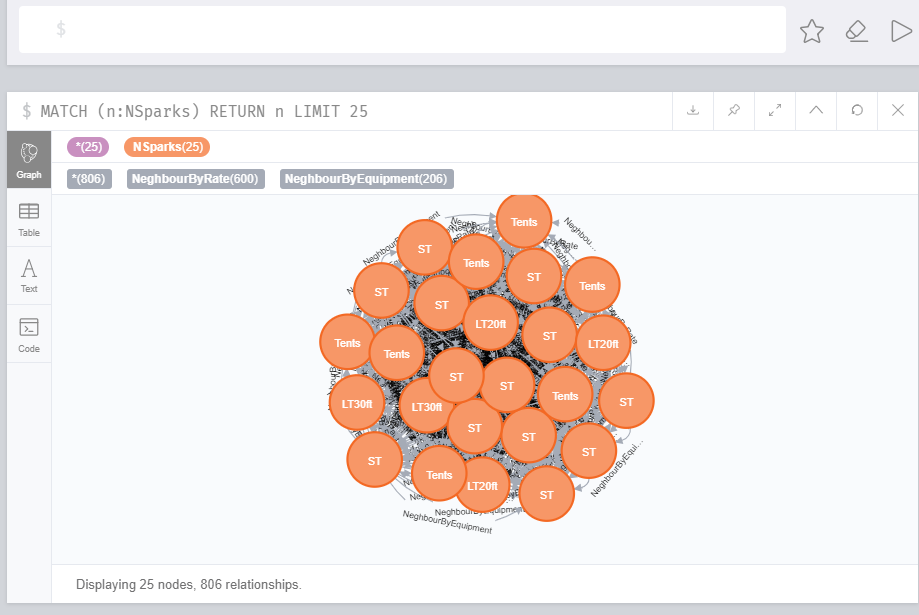 $
$ MATCH (n:NSparks) RETURN n LIMIT 25
*(25) NSparks(25)
*(806) NeghbourByRate(600) NeghbourByEquipment(206)
Graph
Table
Text
Code
Tents
ST
Tents
ST
Tents
ST
ST
LT20ft
ST
LT20ft
Tents
Tents
ST
ST
Tents
ST
LT30ft
LT30ft
ST
ST
ST
ST
Tents
LT20ft
ST
Neghbou...
NeghbourByEqui...
NeghbourByEquipment
Displaying 25 nodes, 806 relationships.